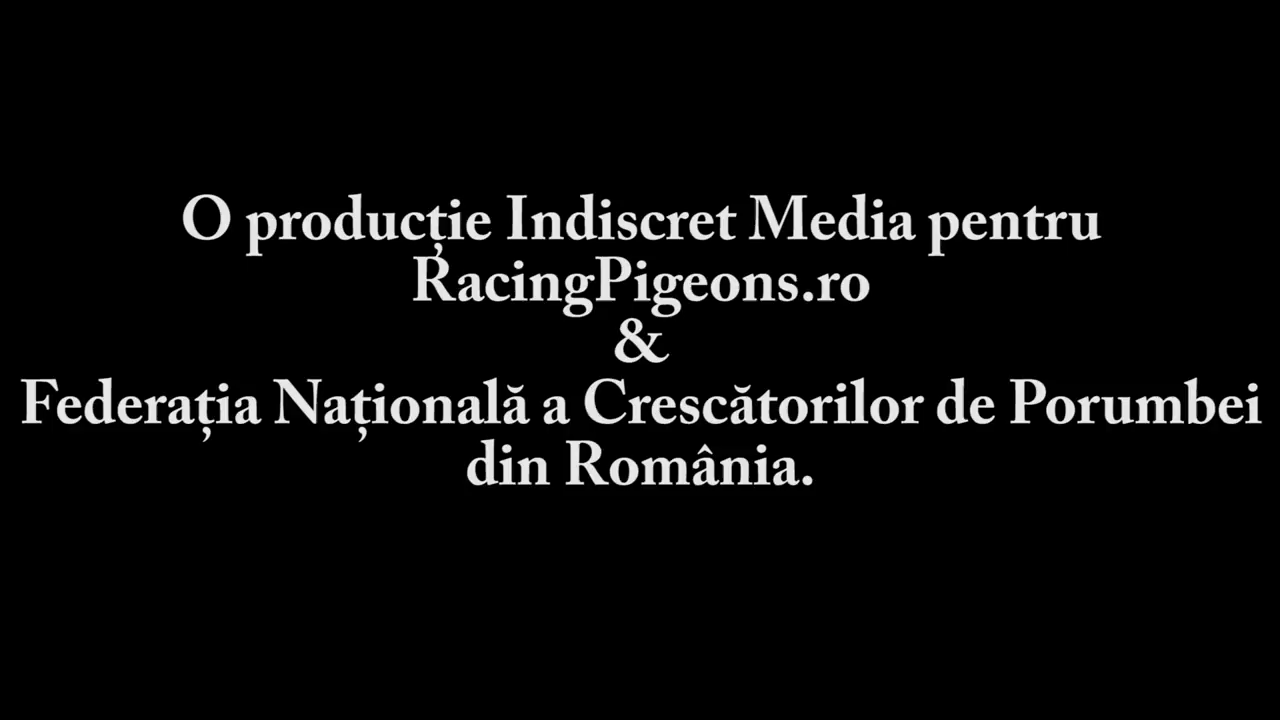 O producție Indiscret Media pentru
RacingPigeons.ro
&
Federația Națională a Crescătorilor de Porumbei
din România.